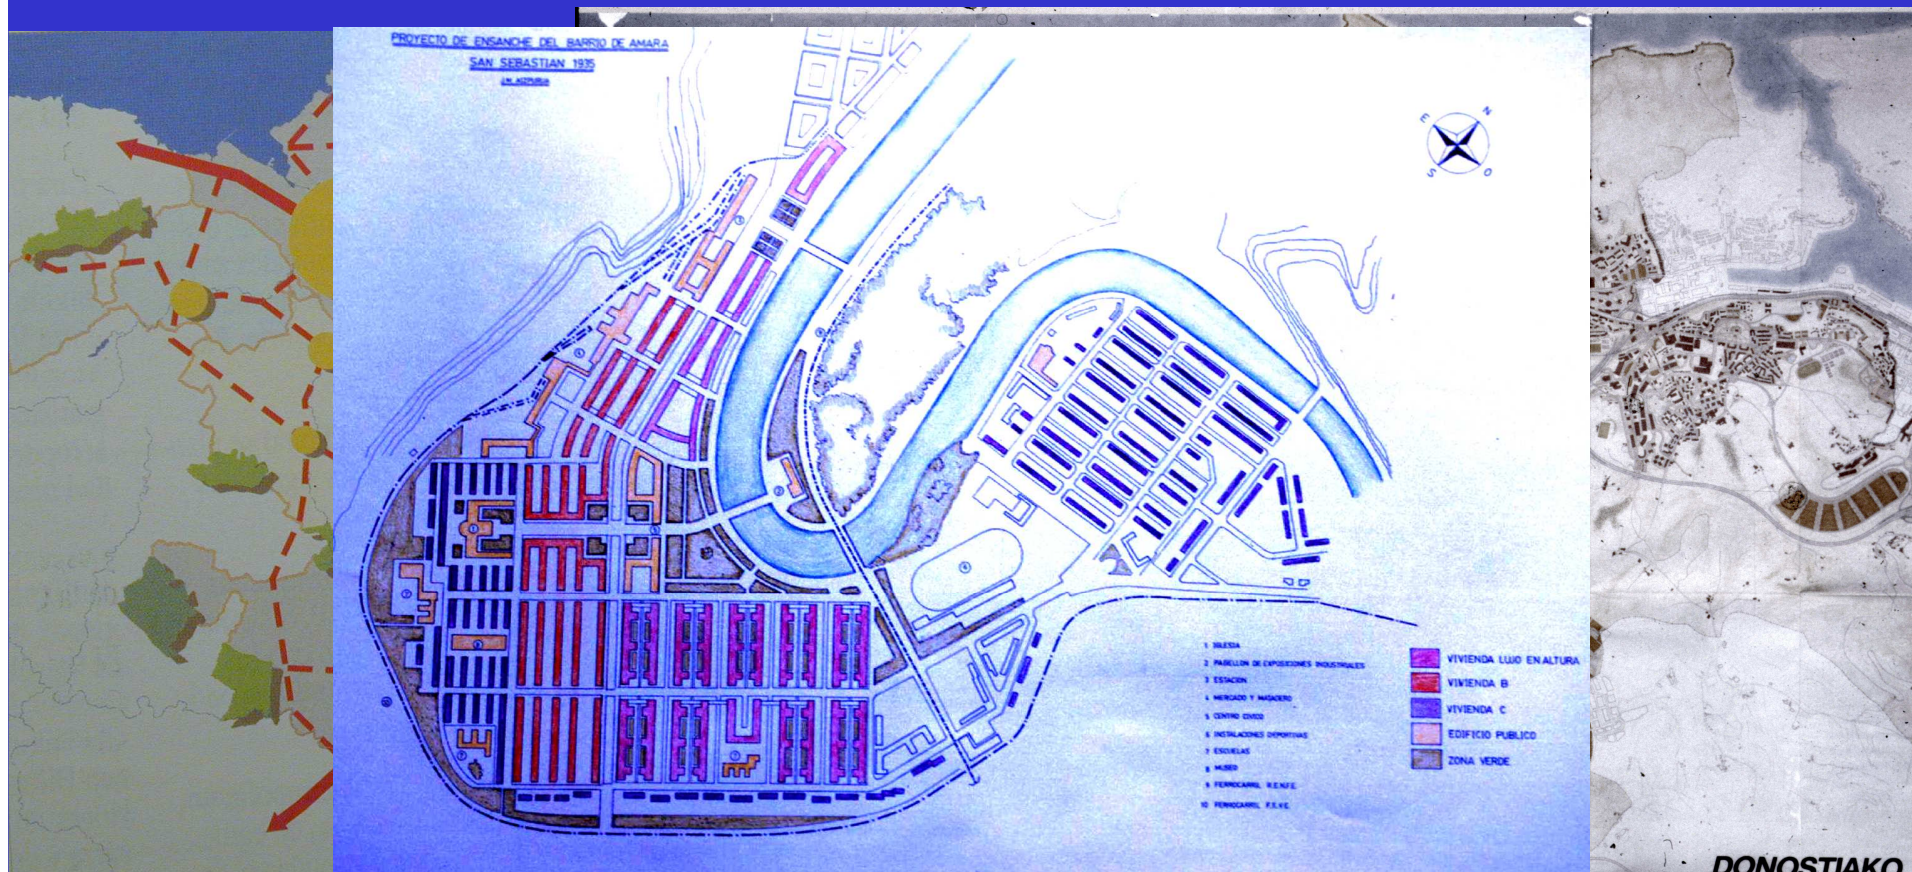 PROYECTO DE ENSANCHE DEL BARRIO DE AMARA
SAN SEBASTIAN 1935
J.M. AIZPURUA
N
E
S
O
1 IGLESIA
2 PABELLON DE EXPOSICIONES INDUSTRIALES
3 ESTACION
4 MERCADO Y MATADERO
5 CENTRO CIVICO
6 INSTALACIONES DEPORTIVAS
7 ESCUELAS
8 MUSEO
9 FERROCARRIL R.E.N.F.E.
10 FERROCARRIL F.E.V.E.
VIVIENDA LUJO EN ALTURA
VIVIENDA B
VIVIENDA C
EDIFICIO PUBLICO
ZONA VERDE
DONOSTIAKO